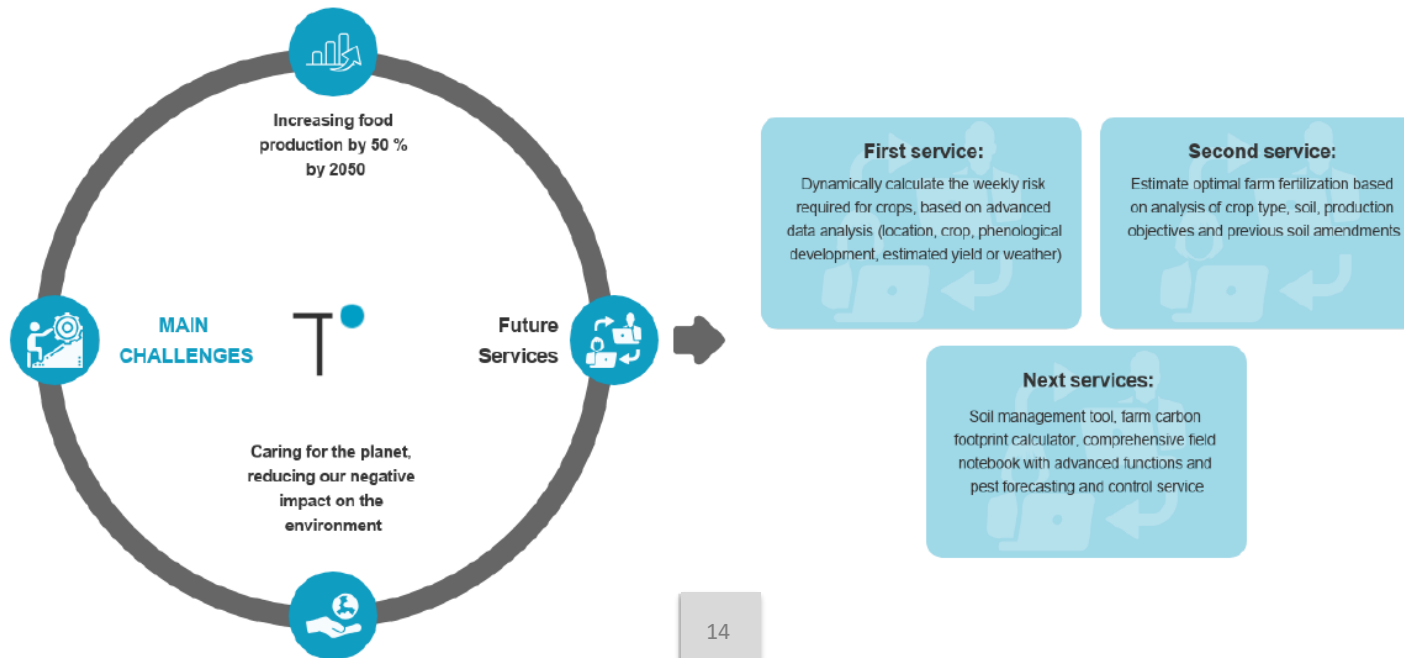 Increasing food
production by 50 %
by 2050
MAIN
CHALLENGES
T
Future
Services
Caring for the planet,
reducing our negative
impact on the
environment
First service:
Dynamically calculate the weekly risk
required for crops, based on advanced
data analysis (location, crop, phenological
development, estimated yield or weather)
Second service:
Estimate optimal farm fertilization based
on analysis of crop type, soil, production
objectives and previous soil amendments
Next services:
Soil management tool, farm carbon
footprint calculator, comprehensive field
notebook with advanced functions and
pest forecasting and control service
14